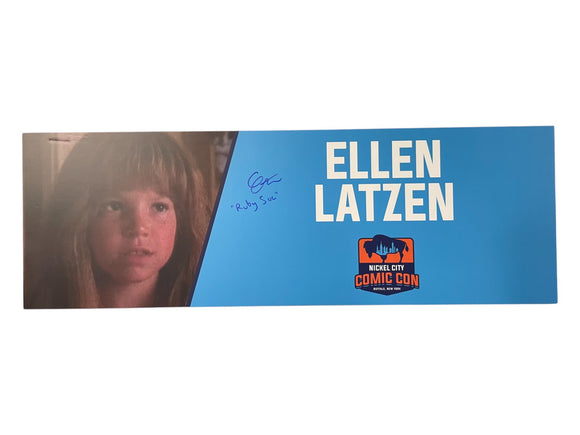 ELLEN
LATZEN
"Ruby Sue"
NICKEL CITY
COMIC CON
BUFFALO, NEW YORK